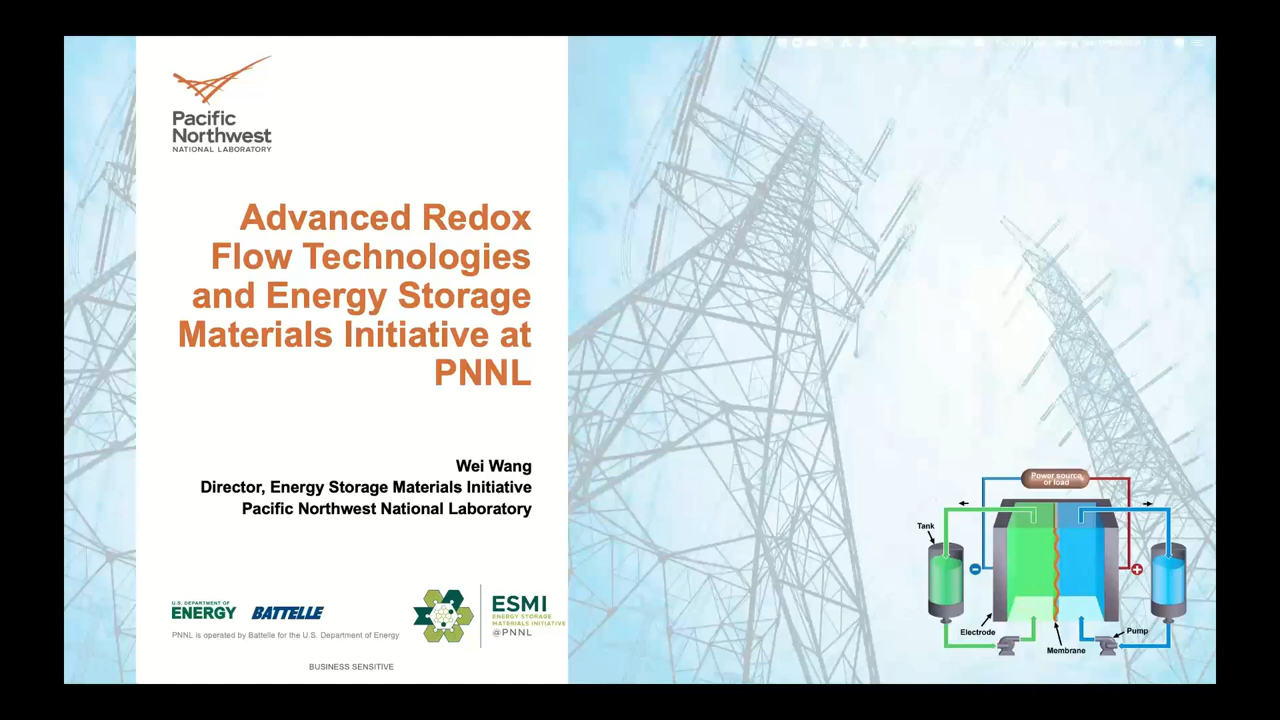 Pacific
Northwest
NATIONAL LABORATORY
Advanced Redox
Flow Technologies
and Energy Storage
Materials Initiative at
PNNL
Wei Wang
Director, Energy Storage Materials Initiative
Pacific Northwest National Laboratory
U.S. DEPARTMENT OF
ENERGY
BATTELLE
PNNL is operated by Battelle for the U.S. Department of Energy
ESMI
ENERGY STORAGE
MATERIALS INITIATIVE
@PNNL
BUSINESS SENSITIVE
Power source
or load
Tank
Electrode
Membrane
Pump